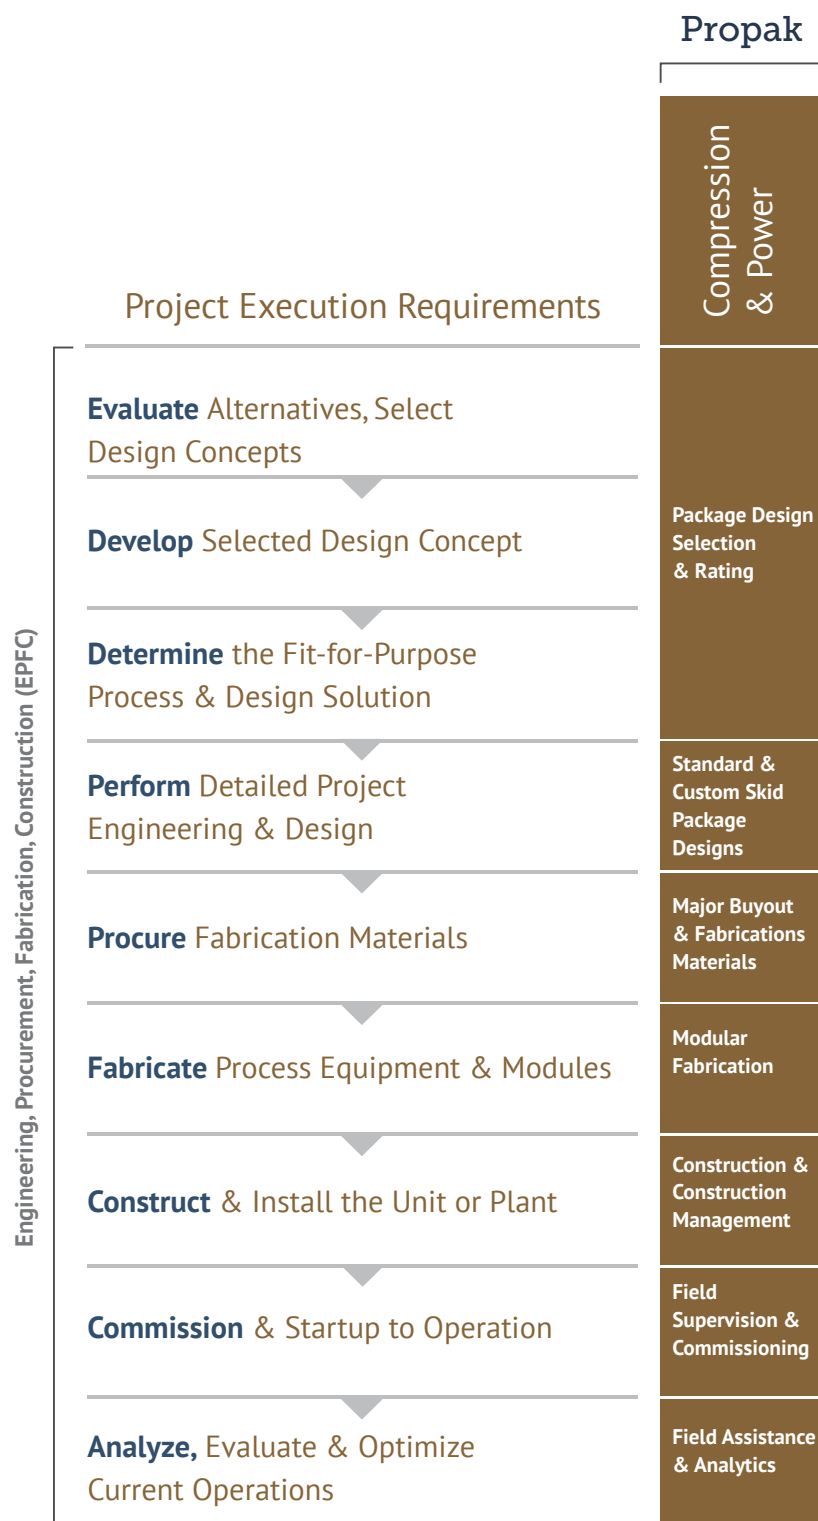 Propak
Compression
& Power
Project Execution Requirements
Engineering, Procurement, Fabrication, Construction (EPFC)
Evaluate Alternatives, Select
Design Concepts
Develop Selected Design Concept
Determine the Fit-for-Purpose
Process & Design Solution
Package Design
Selection
& Rating
Perform Detailed Project
Engineering & Design
Standard &
Custom Skid
Package
Designs
Procure Fabrication Materials
Major Buyout
& Fabrications
Materials
Fabricate Process Equipment & Modules
Modular
Fabrication
Construct & Install the Unit or Plant
Construction &
Construction
Management
Commission & Startup to Operation
Field
Supervision &
Commissioning
Analyze, Evaluate & Optimize
Current Operations
Field Assistance
& Analytics